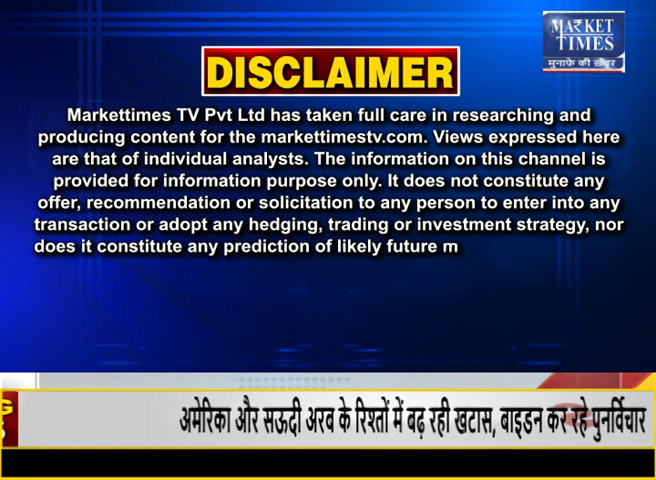 MARKET
TIMES
मुनाफे की खबर
DISCLAIMER
Markettimes TV Pvt Ltd has taken full care in researching and
producing content for the markettimestv.com. Views expressed here
are that of individual analysts. The information on this channel is
provided for information purpose only. It does not constitute any
offer, recommendation or solicitation to any person to enter into any
transaction or adopt any hedging, trading or investment strategy, nor
does it constitute any prediction of likely future m
अमेरिका और सऊदी अरब के रिश्तों में बढ़ रही खटास, बाइडन कर रहे पुनर्विचार